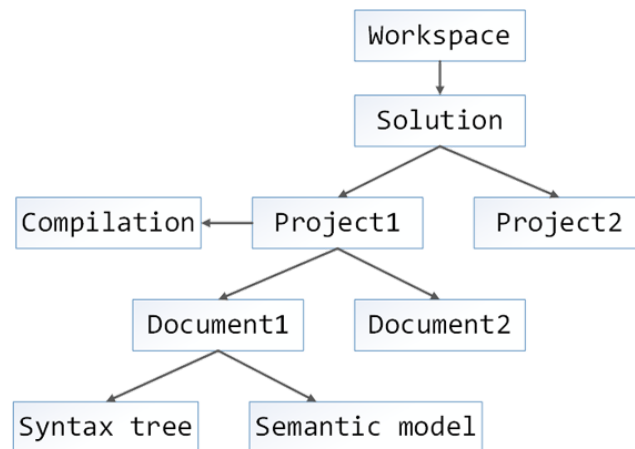 Workspace
Solution
Compilation
Project1
Project2
Document1
Document2
Syntax tree
Semantic model